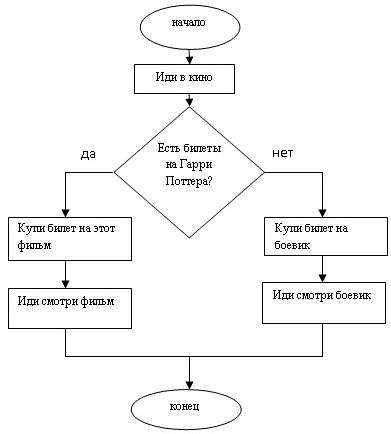 начало
Иди в кино
Есть билеты
на Гарри
Поттера?
да
нет
Купи билет на этот
фильм
Купи билет на
боевик
Иди смотри фильм
Иди смотри боевик
конец